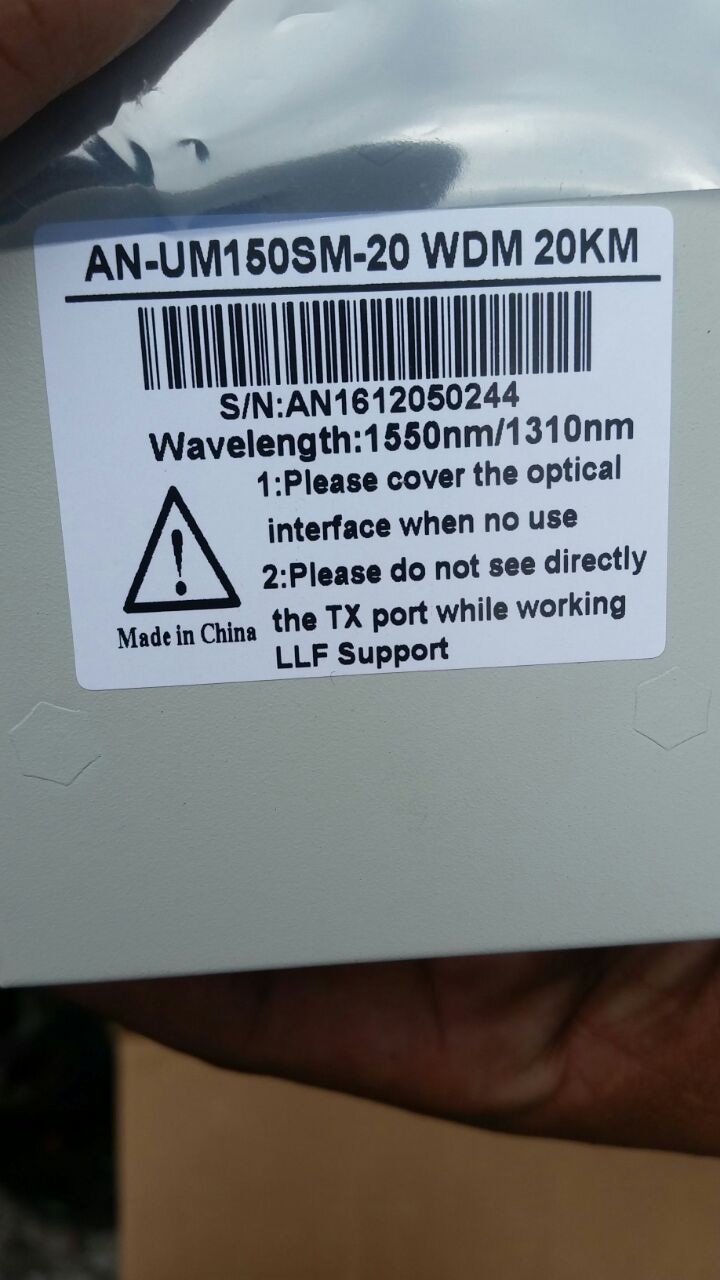 AN-UM150SM-20 WDM 20KM
S/N:AN1612050244
Wavelength:1550nm/1310nm
1:Please cover the optical
interface when no use
2:Please do not see directly
the TX port while working
LLF Support
Made in China